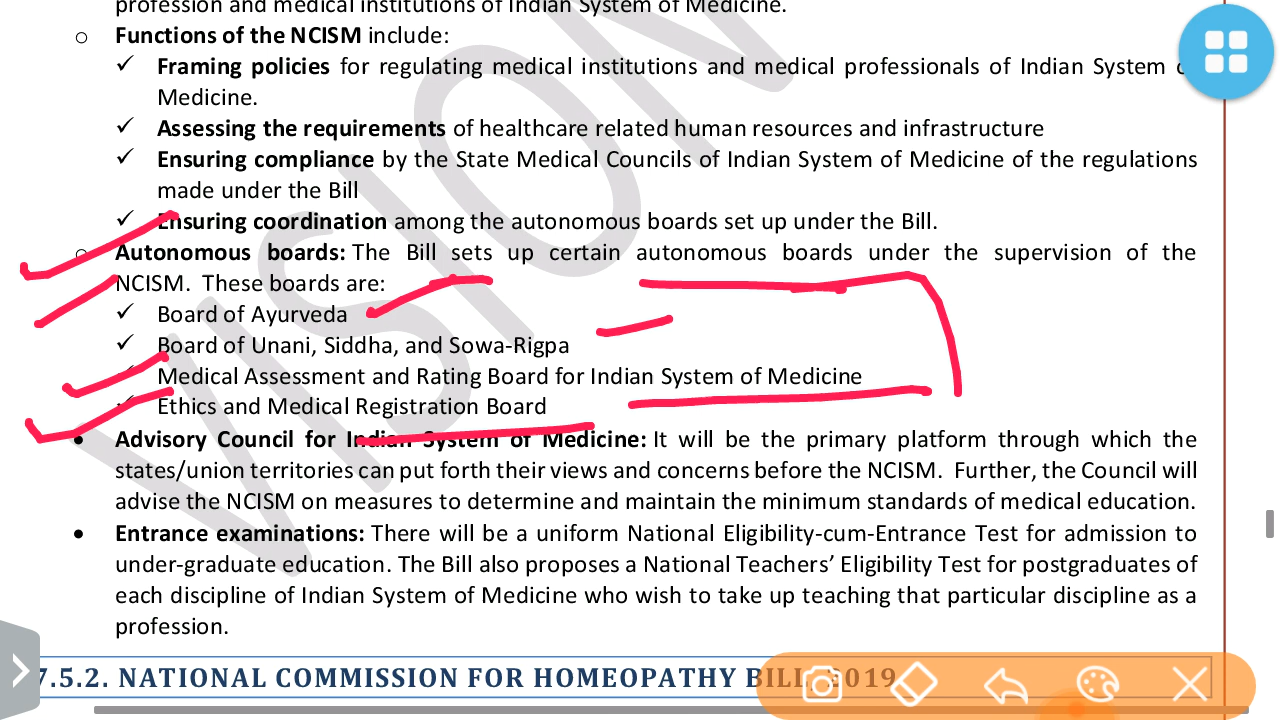 profession and medical institutions of Indian System of Medicine.
o Functions of the NCISM include:
✓ Framing policies for regulating medical institutions and medical professionals of Indian System
Medicine.
✓ Assessing the requirements of healthcare related human resources and infrastructure
✓ Ensuring compliance by the State Medical Councils of Indian System of Medicine of the regulations
made under the Bill
✓ Ensuring coordination among the autonomous boards set up under the Bill.
o Autonomous boards: The Bill sets up certain autonomous boards under the supervision of the
NCISM. These boards are:
✓ Board of Ayurveda
✓ Board of Unani, Siddha, and Sowa-Rigpa
✓ Medical Assessment and Rating Board for Indian System of Medicine
✓ Ethics and Medical Registration Board
• Advisory Council for Indian System of Medicine: It will be the primary platform through which the
states/union territories can put forth their views and concerns before the NCISM. Further, the Council will
advise the NCISM on measures to determine and maintain the minimum standards of medical education.
• Entrance examinations: There will be a uniform National Eligibility-cum-Entrance Test for admission to
under-graduate education. The Bill also proposes a National Teachers’ Eligibility Test for postgraduates of
each discipline of Indian System of Medicine who wish to take up teaching that particular discipline as a
profession.
7.5.2. NATIONAL COMMISSION FOR HOMEOPATHY BILL, 2019
VISION